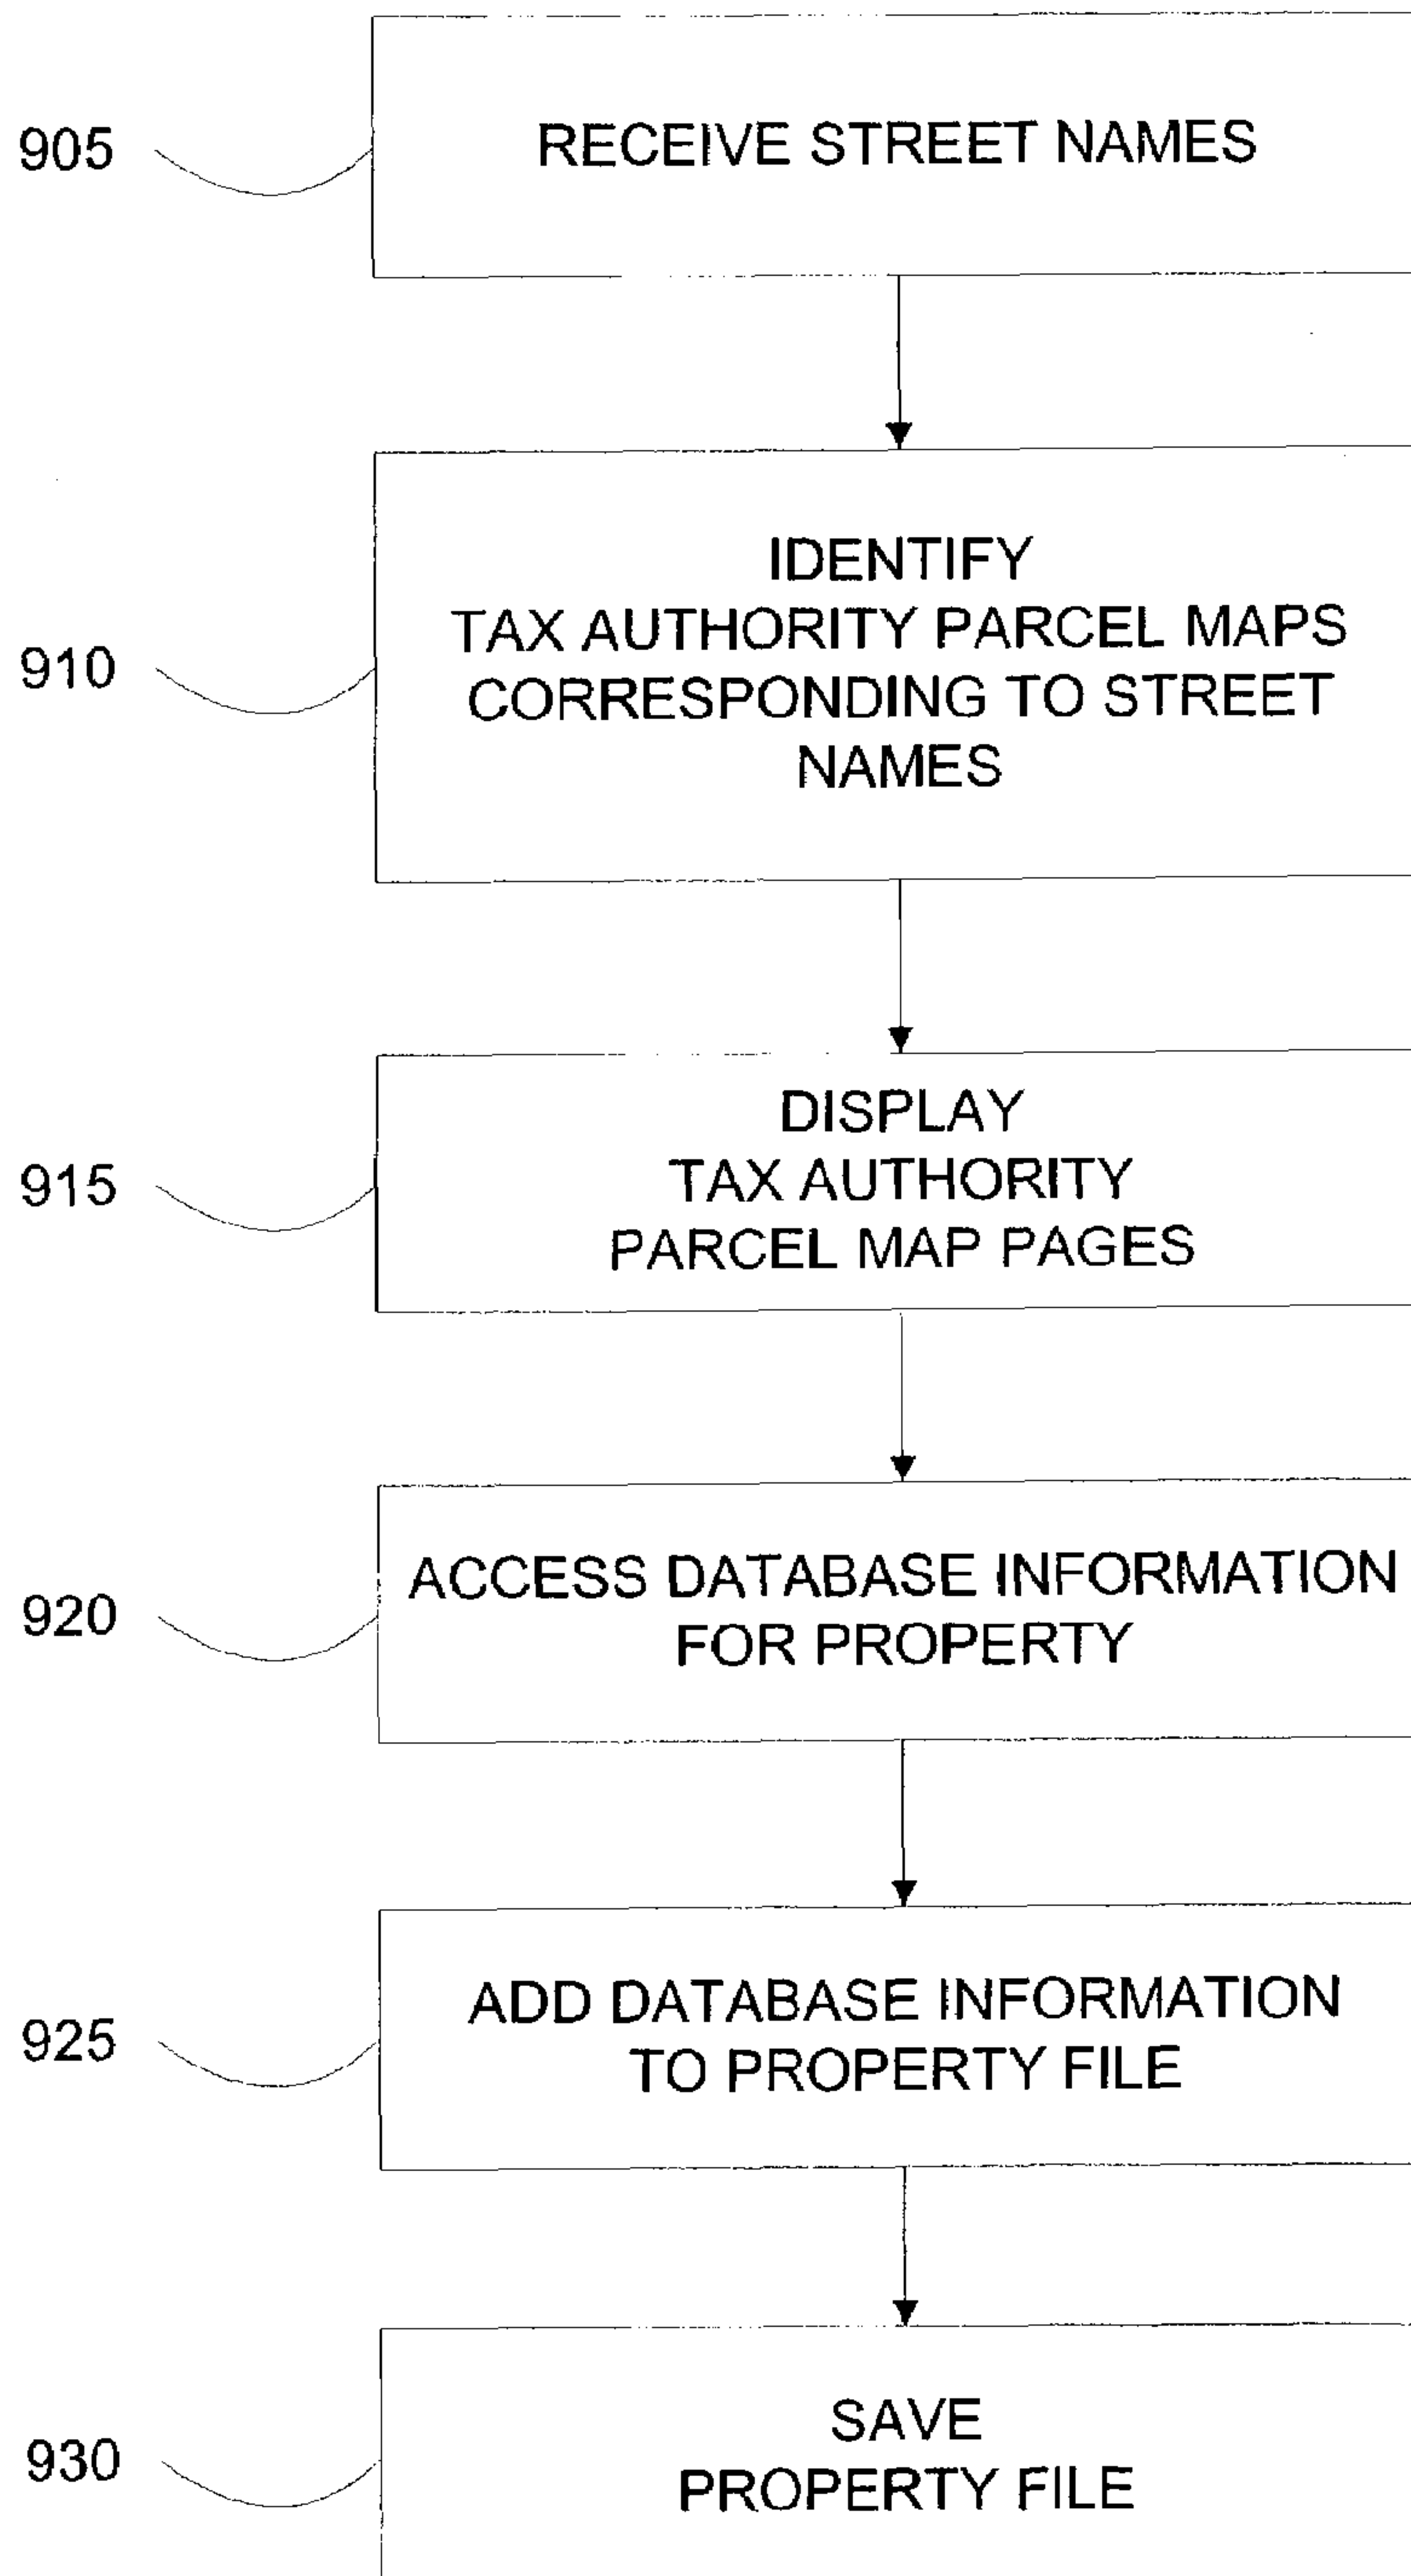 905
RECEIVE STREET NAMES
910
IDENTIFY
TAX AUTHORITY PARCEL MAPS
CORRESPONDING TO STREET
NAMES
915
DISPLAY
TAX AUTHORITY
PARCEL MAP PAGES
920
ACCESS DATABASE INFORMATION
FOR PROPERTY
925
ADD DATABASE INFORMATION
TO PROPERTY FILE
930
SAVE
PROPERTY FILE